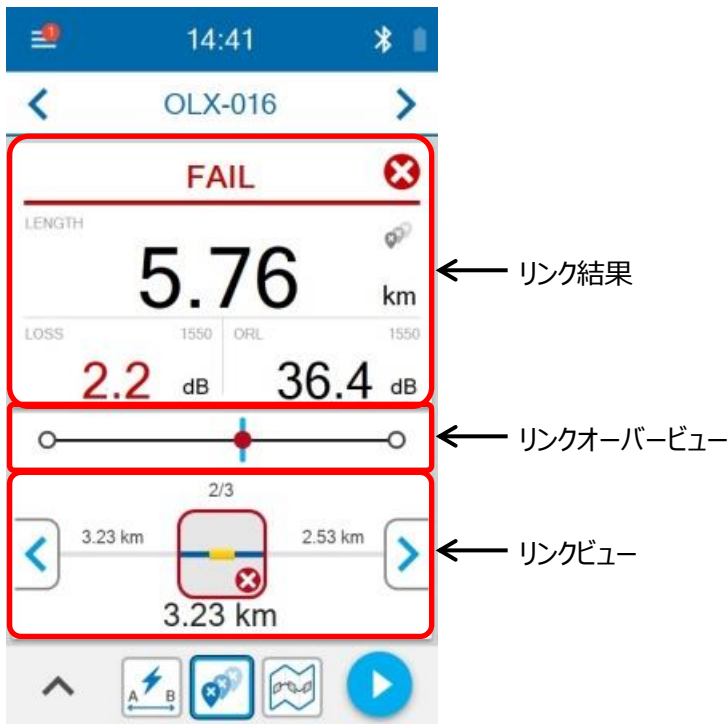 1
14:41
OLX-016
FAIL
LENGTH
5.76 km
リンク結果
LOSS 1550 ORL 1550
2.2 dB 36.4 dB
リンクオーバービュー
2/3
3.23 km 2.53 km
リンクビュー
3.23 km
A B